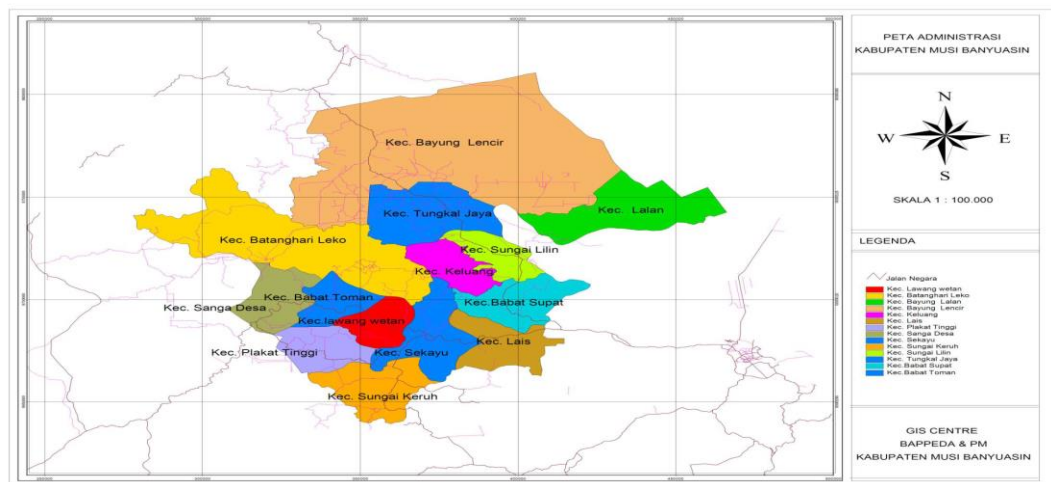 Kec. Bayung Lencir
Kec. Lalan
Kec. Tungkal Jaya
Kec. Batanghari Leko
Kec. Sungai Lilin
Kec. Keluang
Kec. Babat Toman
Kec.Babat Supat
Kec. Sanga Desa
Kec.lawang wetan
Kec. Lais
Kec. Plakat Tinggi
Kec. Sekayu
Kec. Sungai Keruh
PETA ADMINISTRASI
KABUPATEN MUSI BANYUASIN
N
W
E
S
SKALA 1 : 100.000
LEGENDA
Jalan Negara
Kec. Lawang wetan
Kec. Batanghari Leko
Kec. Bayung Lalan
Kec. Bayung Lencir
Kec. Keluang
Kec. Lais
Kec. Plakat Tinggi
Kec. Sanga Desa
Kec. Sekayu
Kec. Sungai Keruh
Kec. Sungai Lilin
Kec. Tungkal Jaya
Kec.Babat Supat
Kec.Babat Toman
GIS CENTRE
BAPPEDA & PM
KABUPATEN MUSI BANYUASIN